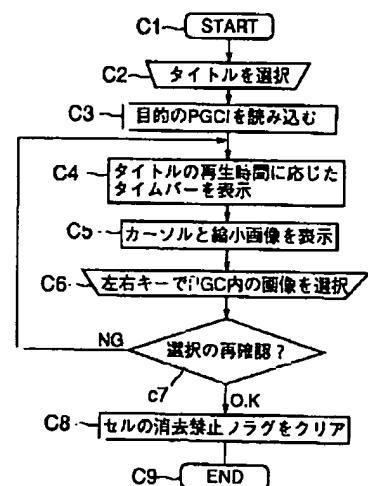 C1 START
C2 タイトルを選択
C3 目的のPGCIを読み込む
C4 タイトルの再生時間に応じた
タイムバーを表示
C5 カーソルと縮小画像を表示
C6 左右キーでPGC内の画像を選択
NG 選択の再確認?
c7 O.K
C8 セルの消去禁止フラグをクリア
C9 END